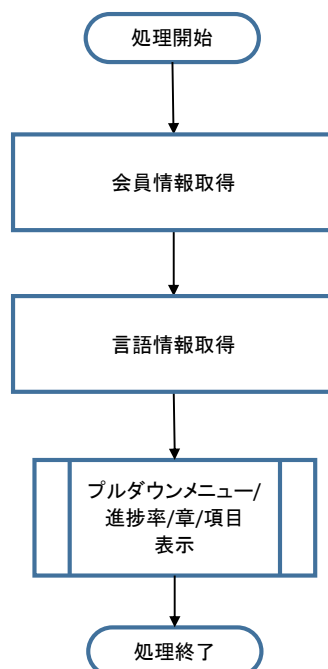 処理開始
会員情報取得
言語情報取得
プルダウンメニュー/
進捗率/章/項目
表示
処理終了